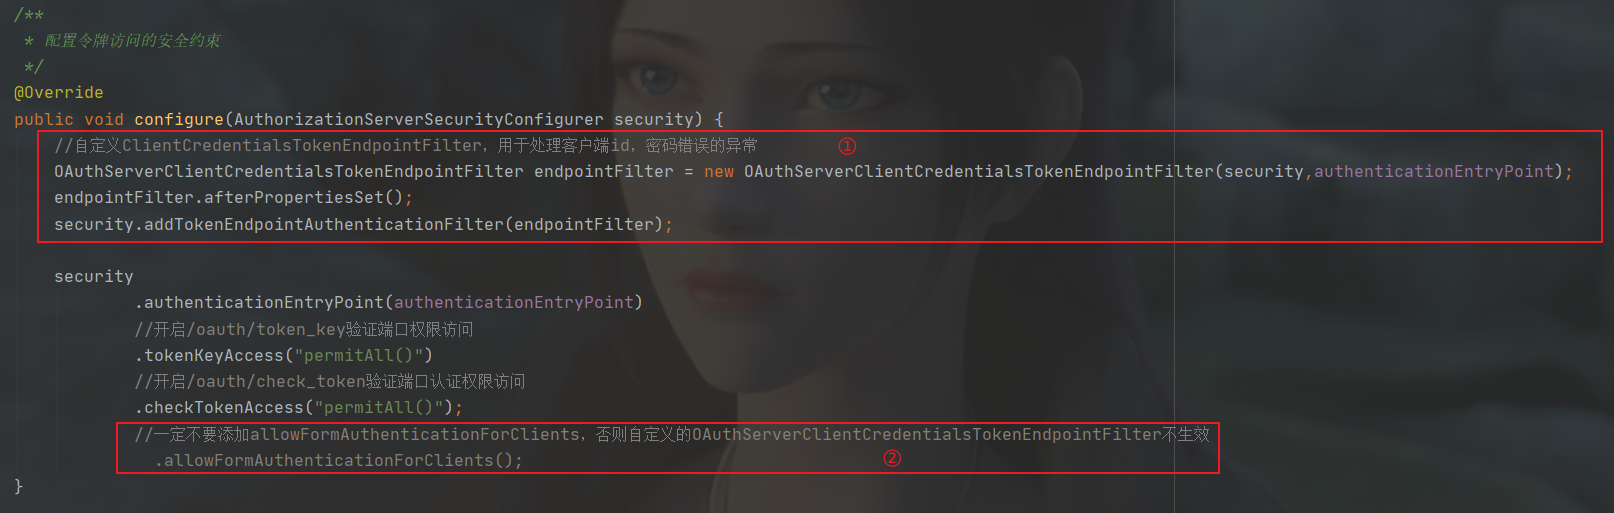 /**
* 配置令牌访问的安全约束
*/
@Override
public void configure(AuthorizationServerSecurityConfigurer security) {
//自定义ClientCredentialsTokenEndpointFilter，用于处理客户端id，密码错误的异常 ①
OAuthServerClientCredentialsTokenEndpointFilter endpointFilter = new OAuthServerClientCredentialsTokenEndpointFilter(security,authenticationEntryPoint);
endpointFilter.afterPropertiesSet();
security.addTokenEndpointAuthenticationFilter(endpointFilter);
security
.authenticationEntryPoint(authenticationEntryPoint)
//开启/oauth/token_key验证端口权限访问
.tokenKeyAccess("permitAll()")
//开启/oauth/check_token验证端口认证权限访问
.checkTokenAccess("permitAll()");
//一定不要添加allowFormAuthenticationForClients，否则自定义的OAuthServerClientCredentialsTokenEndpointFilter不生效
.allowFormAuthenticationForClients(); ②
}